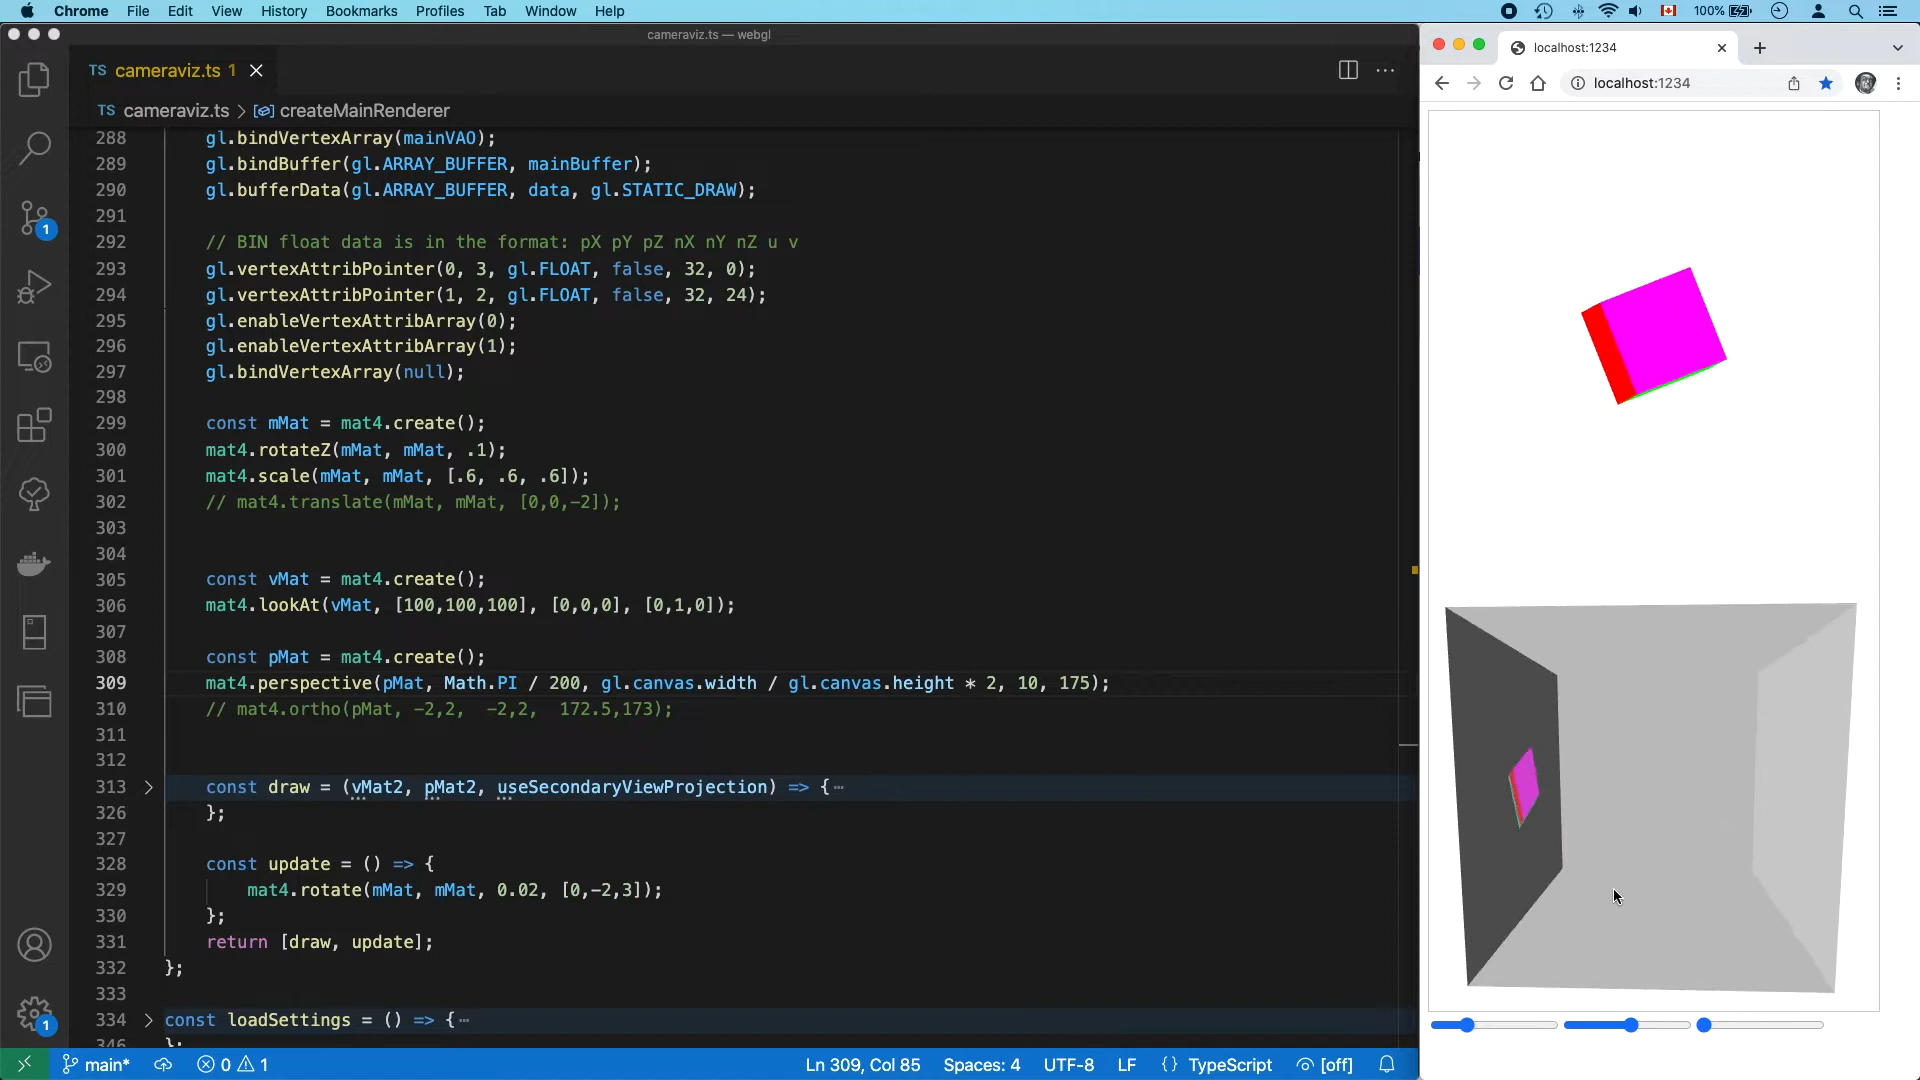 Chrome File Edit View History Bookmarks Profiles Tab Window Help 100%
cameraviz.ts — webgl
TS cameraviz.ts 1
TS cameraviz.ts > createMainRenderer
288 gl.bindVertexArray(mainVAO);
289 gl.bindBuffer(gl.ARRAY_BUFFER, mainBuffer);
290 gl.bufferData(gl.ARRAY_BUFFER, data, gl.STATIC_DRAW);
291
292 // BIN float data is in the format: pX pY pZ nX nY nZ u v
293 gl.vertexAttribPointer(0, 3, gl.FLOAT, false, 32, 0);
294 gl.vertexAttribPointer(1, 2, gl.FLOAT, false, 32, 24);
295 gl.enableVertexAttribArray(0);
296 gl.enableVertexAttribArray(1);
297 gl.bindVertexArray(null);
298
299 const mMat = mat4.create();
300 mat4.rotateZ(mMat, mMat, .1);
301 mat4.scale(mMat, mMat, [.6, .6, .6]);
302 // mat4.translate(mMat, mMat, [0,0,-2]);
303
304
305 const vMat = mat4.create();
306 mat4.lookAt(vMat, [100,100,100], [0,0,0], [0,1,0]);
307
308 const pMat = mat4.create();
309 mat4.perspective(pMat, Math.PI / 200, gl.canvas.width / gl.canvas.height * 2, 10, 175);
310 // mat4.ortho(pMat, -2,2, -2,2, 172.5,173);
311
312
313 const draw = (vMat2, pMat2, useSecondaryViewProjection) => {…
326 };
327
328 const update = () => {
329 mat4.rotate(mMat, mMat, 0.02, [0,-2,3]);
330 };
331 return [draw, update];
332 };
333
334 const loadSettings = () => {…
346 };
1
1
main* 0 1 Ln 309, Col 85 Spaces: 4 UTF-8 LF {} TypeScript [off]
localhost:1234
localhost:1234